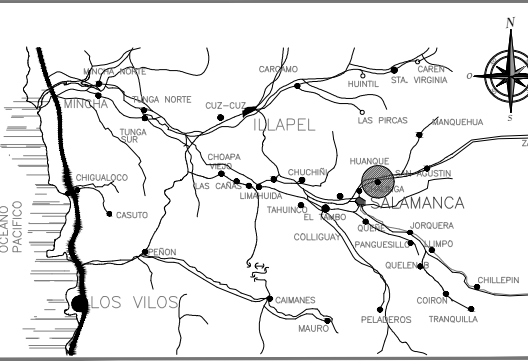 N
O
S
MINCHA NORTE
MINCHA
TUNGA NORTE
TUNGA
SUR
CUZ-CUZ
ILLAPEL
CARCAMO
HUINTIL
CAREN
STA. VIRGINIA
LAS PIRCAS
MANQUEHUA
HUANQUE
SAN AGUSTIN
SALAMANCA
CHOAPA
VIEJO
LAS CAÑAS
LIMAHUIDA
CHUCHIÑI
TAHUINCO
EL TAMBO
COLLIGUAY
PANGUESILLO
JORQUERA
LLIMPO
CHILLEPIN
COIRON
TRANQUILLA
PELADEROS
CHIGUALOCO
CASUTO
OCEANO
PACIFICO
PEÑON
LOS VILOS
CAIMANES
MAURO